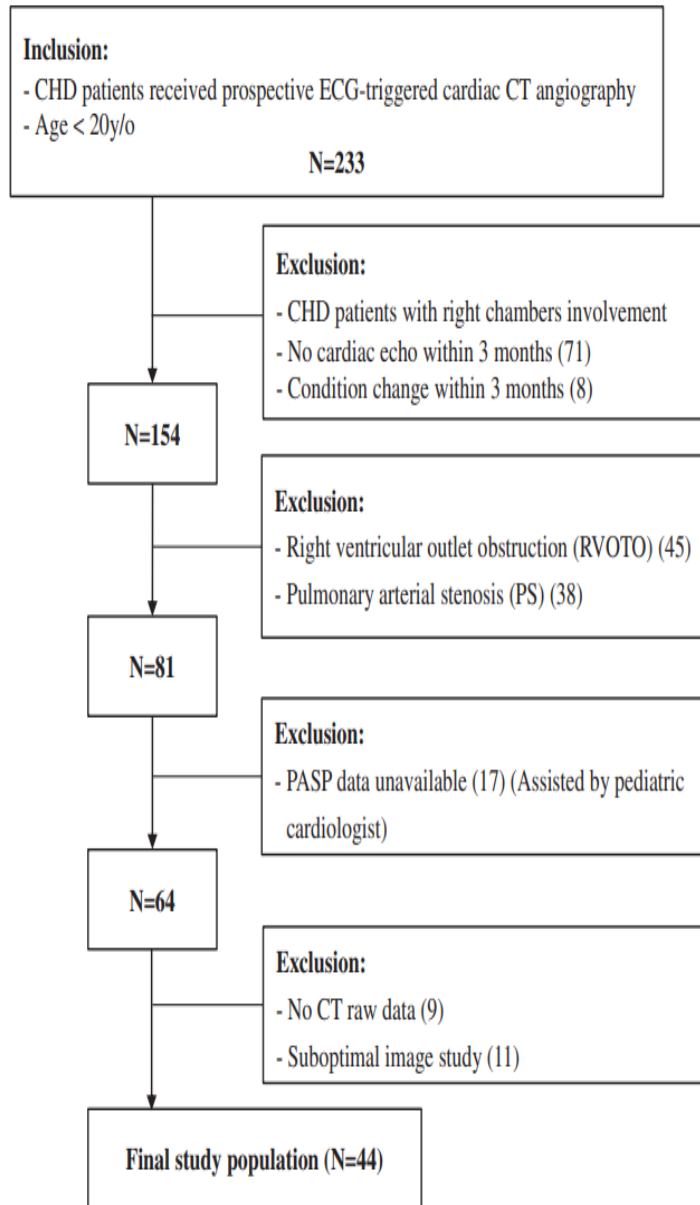 Inclusion:
- CHD patients received prospective ECG-triggered cardiac CT angiography
- Age < 20y/o
N=233
Exclusion:
- CHD patients with right chambers involvement
- No cardiac echo within 3 months (71)
- Condition change within 3 months (8)
N=154
Exclusion:
- Right ventricular outlet obstruction (RVOTO) (45)
- Pulmonary arterial stenosis (PS) (38)
N=81
Exclusion:
- PASP data unavailable (17) (Assisted by pediatric
cardiologist)
N=64
Exclusion:
- No CT raw data (9)
- Suboptimal image study (11)
Final study population (N=44)